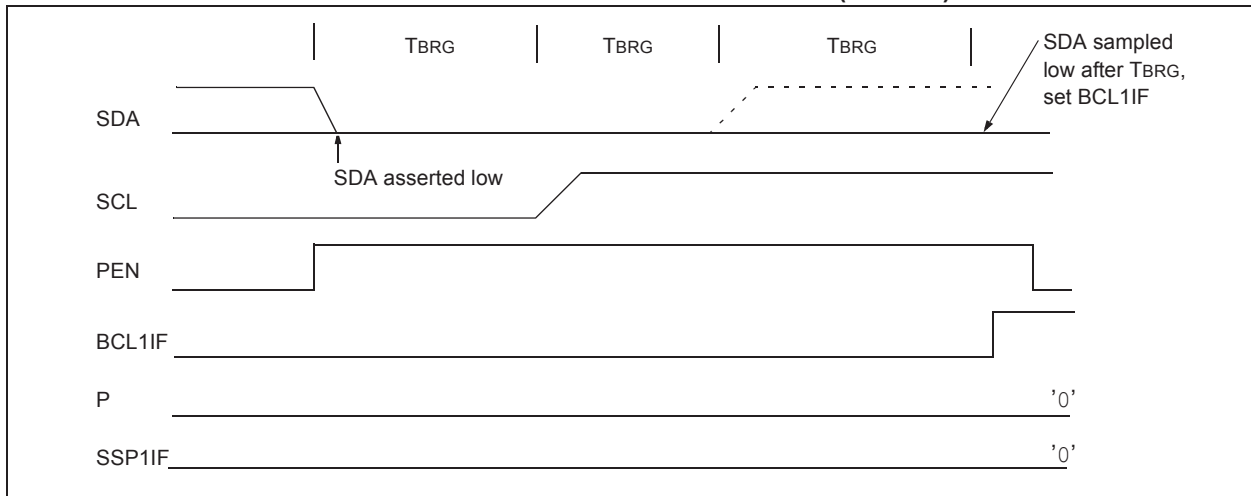 TBRG
TBRG
TBRG
SDA sampled
low after TBRG,
set BCL1IF
SDA
SDA asserted low
SCL
PEN
BCL1IF
P
'0'
SSP1IF
'0'